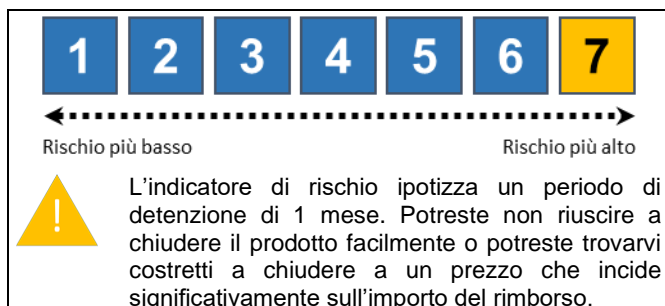 1 2 3 4 5 6 7
Rischio più basso Rischio più alto
!
L'indicatore di rischio ipotizza un periodo di
detenzione di 1 mese. Potreste non riuscire a
chiudere il prodotto facilmente o potreste trovarvi
costretti a chiudere a un prezzo che incide
significativamente sull'importo del rimborso.